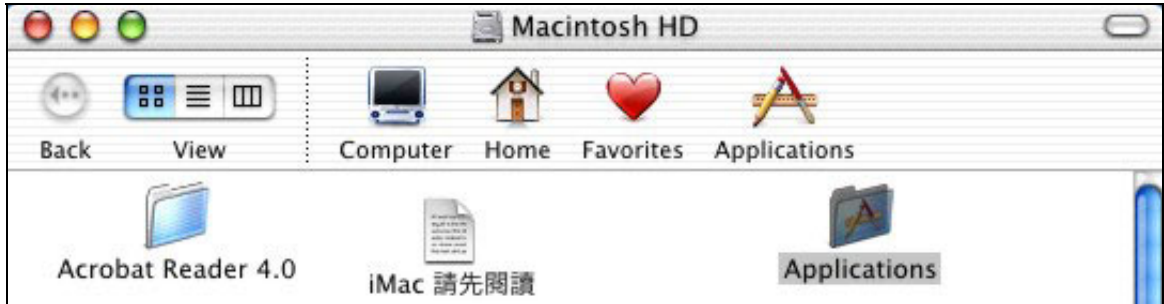 Macintosh HD
Back View Computer Home Favorites Applications
Acrobat Reader 4.0 iMac 請先閱讀 Applications